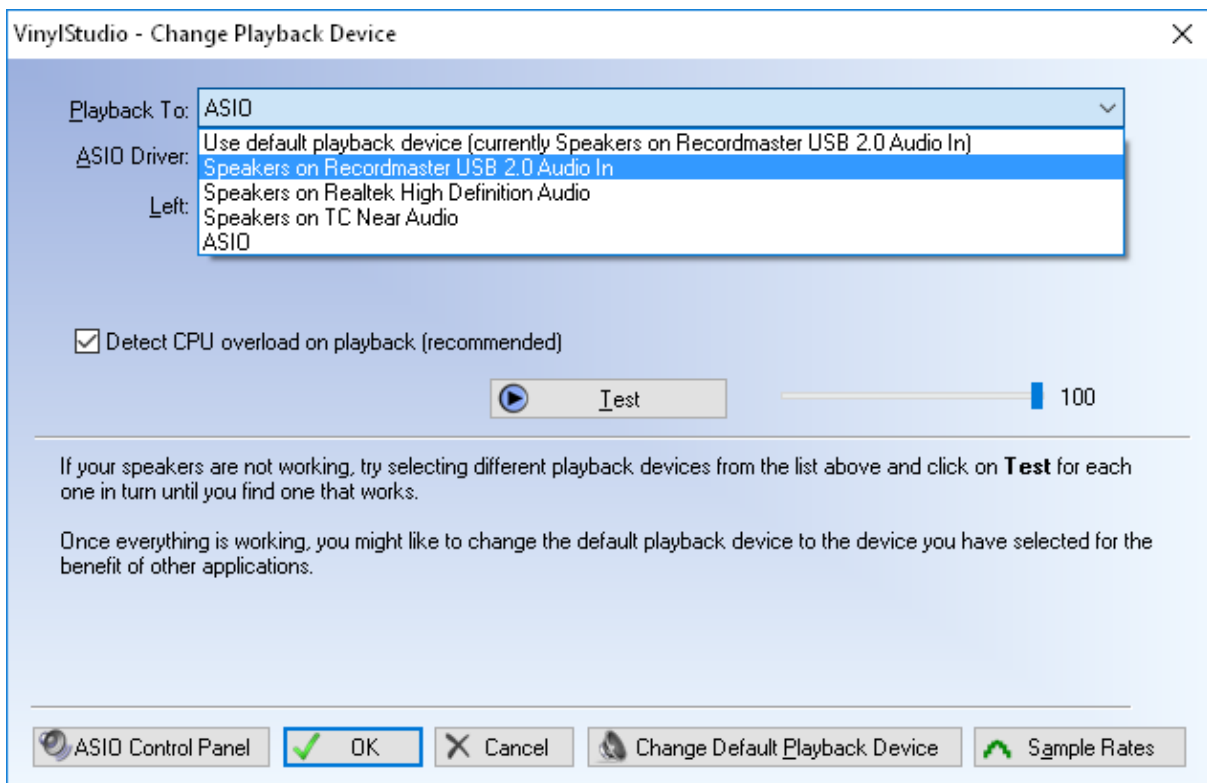 VinylStudio - Change Playback Device
Playback To: ASIO
Use default playback device (currently Speakers on Recordmaster USB 2.0 Audio In)
ASIO Driver:
Speakers on Recordmaster USB 2.0 Audio In
Speakers on Realtek High Definition Audio
Left:
Speakers on TC Near Audio
ASIO
Detect CPU overload on playback (recommended)
Test 100
If your speakers are not working, try selecting different playback devices from the list above and click on Test for each
one in turn until you find one that works.
Once everything is working, you might like to change the default playback device to the device you have selected for the
benefit of other applications.
ASIO Control Panel OK Cancel Change Default Playback Device Sample Rates